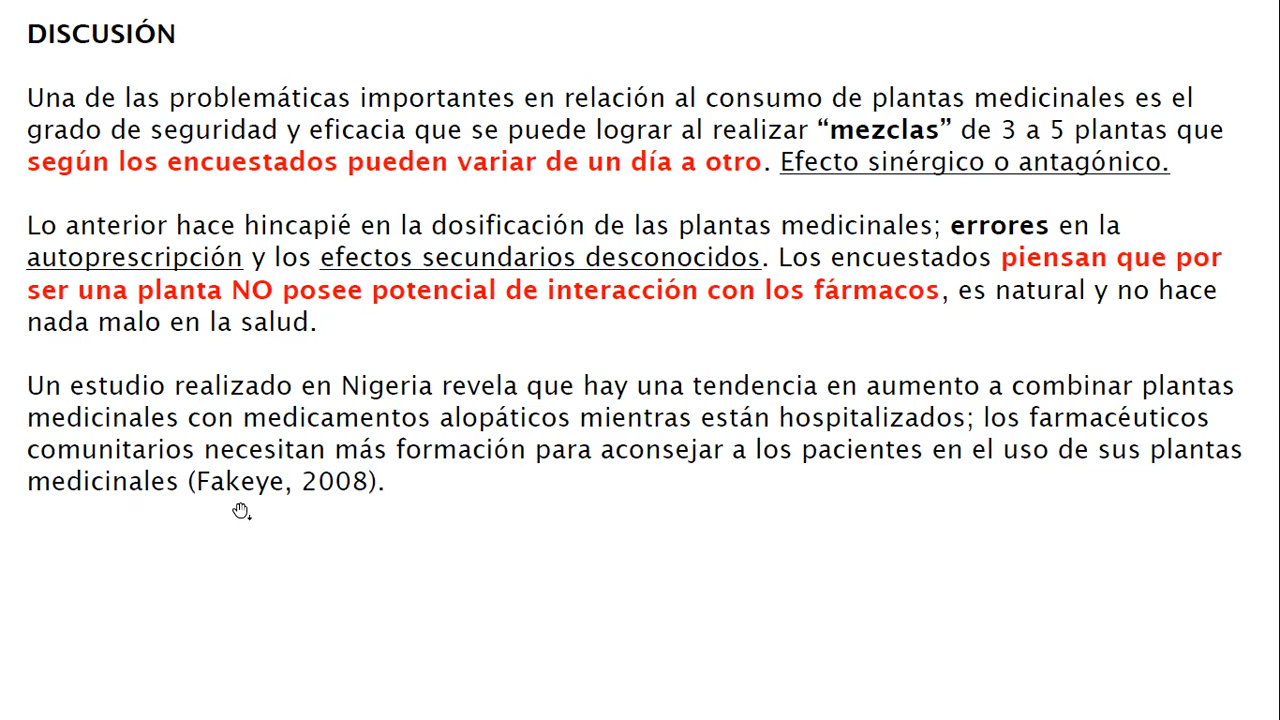 DISCUSIÓN
Una de las problemáticas importantes en relación al consumo de plantas medicinales es el
grado de seguridad y eficacia que se puede lograr al realizar “mezclas” de 3 a 5 plantas que
según los encuestados pueden variar de un día a otro. Efecto sinérgico o antagónico.
Lo anterior hace hincapié en la dosificación de las plantas medicinales; errores en la
autoprescripción y los efectos secundarios desconocidos. Los encuestados piensan que por
ser una planta NO posee potencial de interacción con los fármacos, es natural y no hace
nada malo en la salud.
Un estudio realizado en Nigeria revela que hay una tendencia en aumento a combinar plantas
medicinales con medicamentos alopáticos mientras están hospitalizados; los farmacéuticos
comunitarios necesitan más formación para aconsejar a los pacientes en el uso de sus plantas
medicinales (Fakeye, 2008).